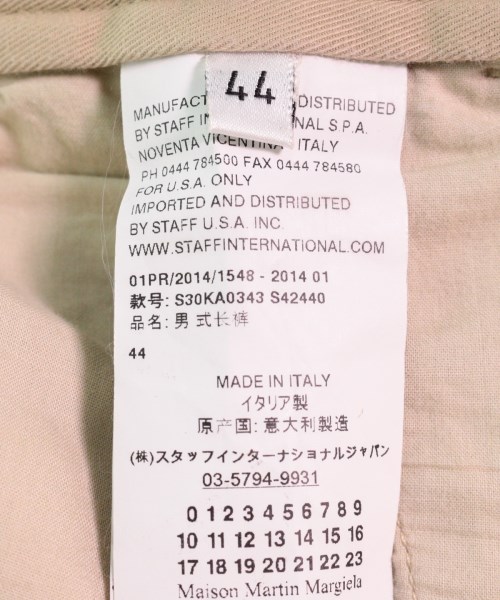 44
MANUFAC DISTRIBUTED
BY STAFF IN NAL S.P.A.
NOVENTA VICENTINA ITALY
PH 0444 784500 FAX 0444 784580
FOR U.S.A. ONLY
IMPORTED AND DISTRIBUTED
BY STAFF U.S.A. INC.
WWW.STAFFINTERNATIONAL.COM
01PR/2014/1548 - 2014 01
款号: S30KA0343 S42440
品名: 男 式长裤
44
MADE IN ITALY
イタリア製
原产国: 意大利製造
(株)スタッフインターナショナルジャパン
03-5794-9931
0 1 2 3 4 5 6 7 8 9
10 11 12 13 14 15 16
17 18 19 20 21 22 23
Maison Martin Margiela